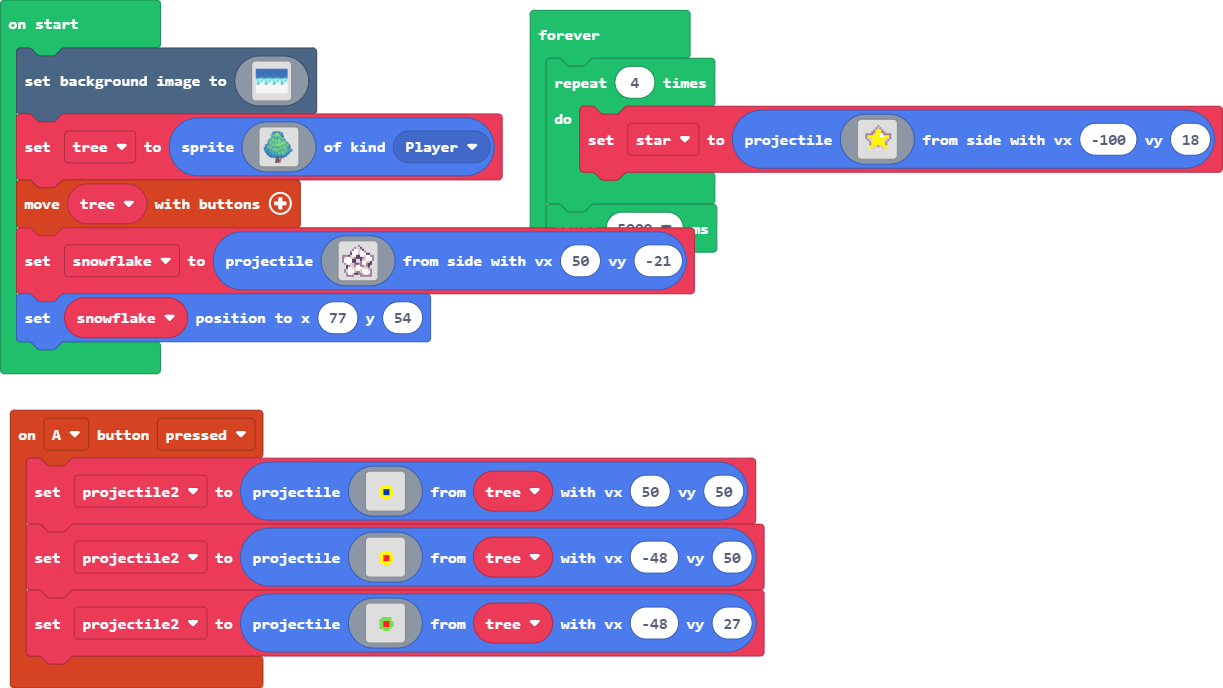 on start
set background image to
set tree to sprite of kind Player
move tree with buttons
set snowflake to projectile from side with vx 50 vy -21
set snowflake position to x 77 y 54
forever
repeat 4 times
do
set star to projectile from side with vx -100 vy 18
ms
on A button pressed
set projectile2 to projectile from tree with vx 50 vy 50
set projectile2 to projectile from tree with vx -48 vy 50
set projectile2 to projectile from tree with vx -48 vy 27